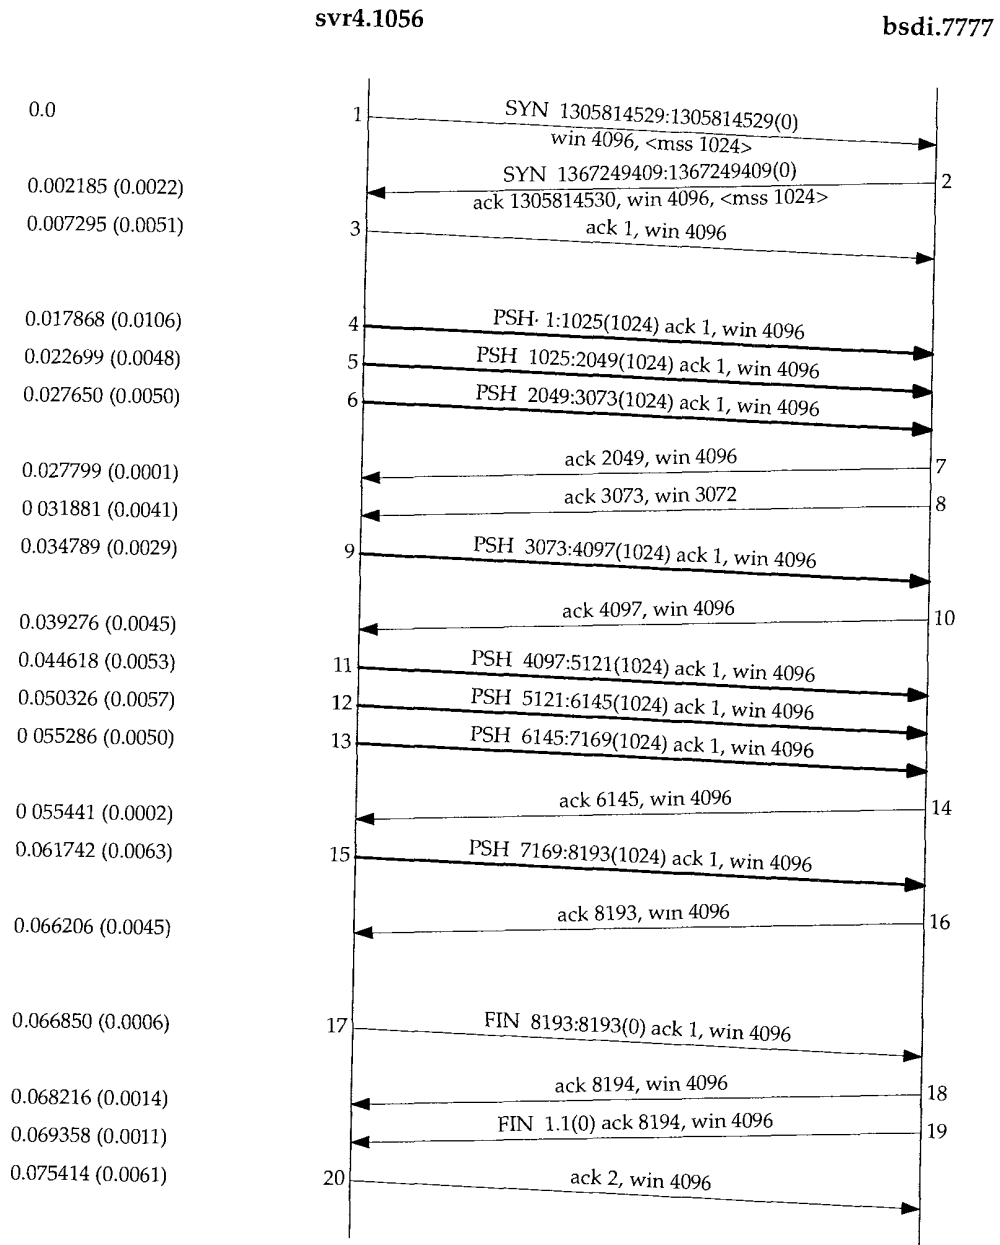 svr4.1056
bsdi.7777
0.0
1
SYN 1305814529:1305814529(0)
win 4096, <mss 1024>
0.002185 (0.0022)
SYN 1367249409:1367249409(0)
2
ack 1305814530, win 4096, <mss 1024>
0.007295 (0.0051)
3
ack 1, win 4096
0.017868 (0.0106)
4
PSH· 1:1025(1024) ack 1, win 4096
0.022699 (0.0048)
5
PSH 1025:2049(1024) ack 1, win 4096
0.027650 (0.0050)
6
PSH 2049:3073(1024) ack 1, win 4096
0.027799 (0.0001)
ack 2049, win 4096
7
0 031881 (0.0041)
ack 3073, win 3072
8
0.034789 (0.0029)
9
PSH 3073:4097(1024) ack 1, win 4096
0.039276 (0.0045)
ack 4097, win 4096
10
0.044618 (0.0053)
11
PSH 4097:5121(1024) ack 1, win 4096
0.050326 (0.0057)
12
PSH 5121:6145(1024) ack 1, win 4096
0 055286 (0.0050)
13
PSH 6145:7169(1024) ack 1, win 4096
0 055441 (0.0002)
ack 6145, win 4096
14
0.061742 (0.0063)
15
PSH 7169:8193(1024) ack 1, win 4096
0.066206 (0.0045)
ack 8193, win 4096
16
0.066850 (0.0006)
17
FIN 8193:8193(0) ack 1, win 4096
0.068216 (0.0014)
ack 8194, win 4096
18
0.069358 (0.0011)
FIN 1.1(0) ack 8194, win 4096
19
0.075414 (0.0061)
20
ack 2, win 4096